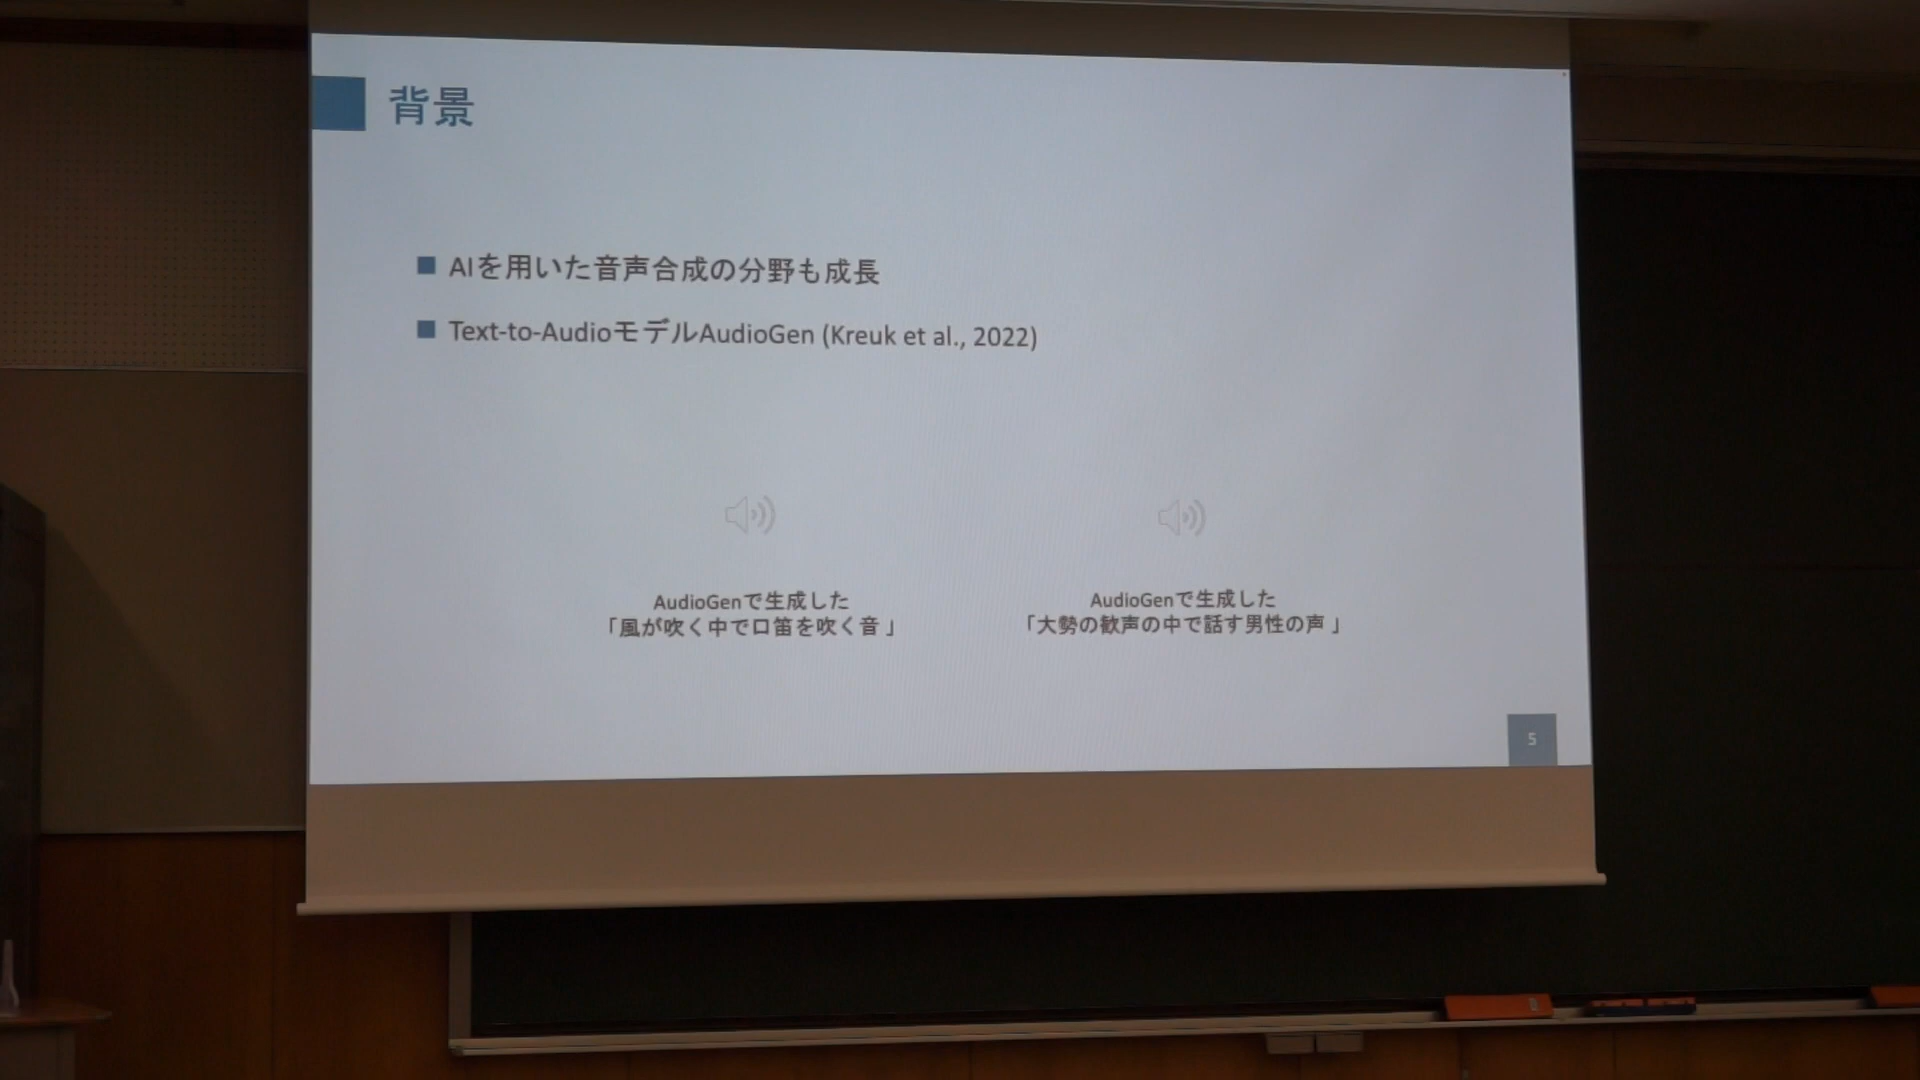 背景
AIを用いた音声合成の分野も成長
Text-to-AudioモデルAudioGen (Kreuk et al., 2022)
AudioGenで生成した
「風が吹く中で口笛を吹く音」
AudioGenで生成した
「大勢の歓声の中で話す男性の声」
5